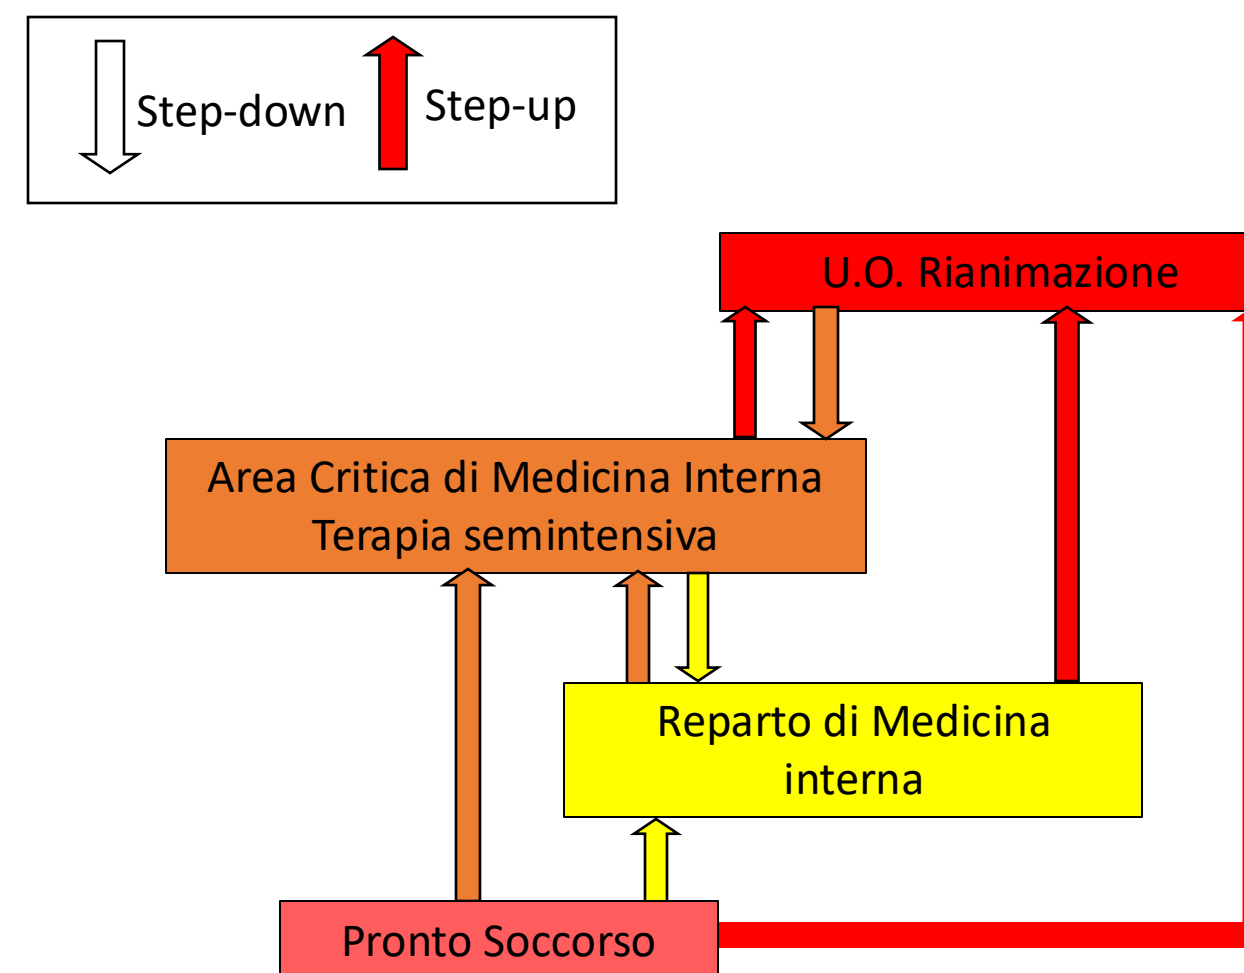 Step-down
Step-up
U.O. Rianimazione
Area Critica di Medicina Interna
Terapia semintensiva
Reparto di Medicina
interna
Pronto Soccorso